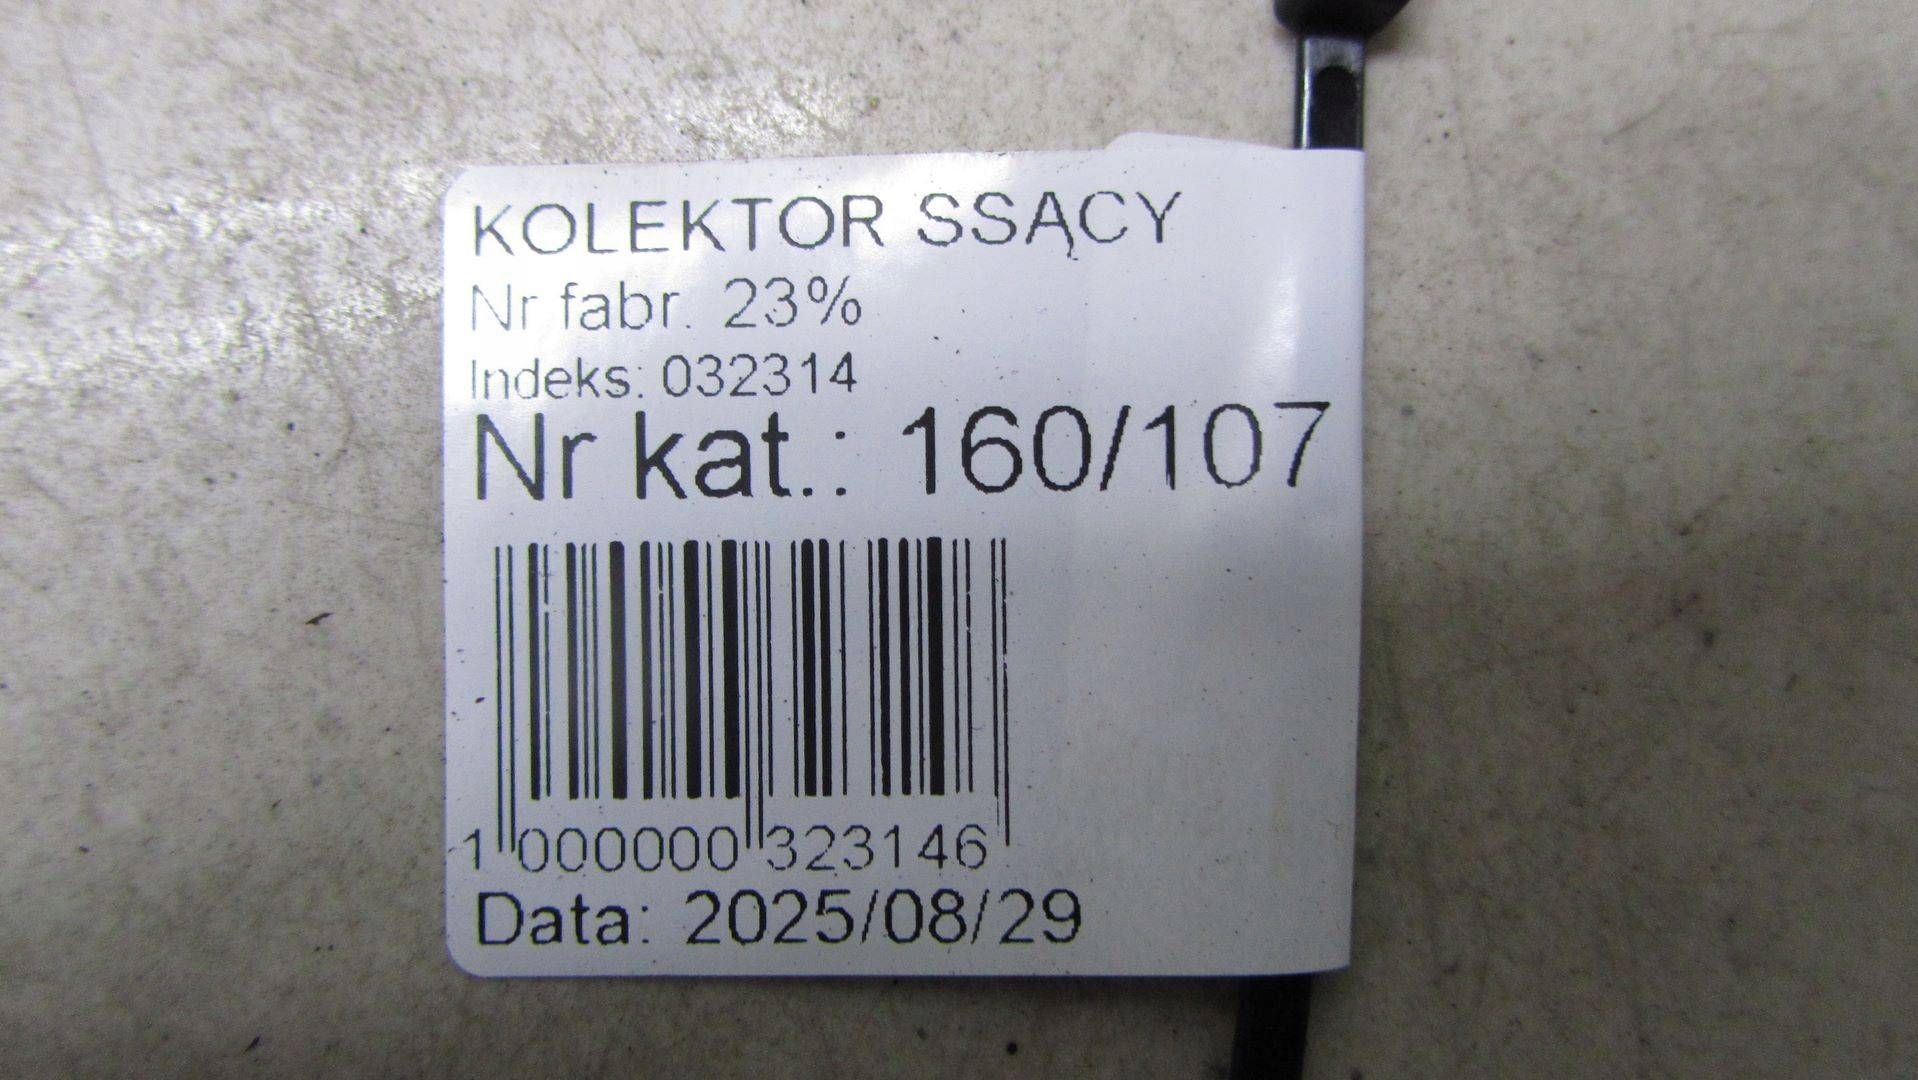 KOLEKTOR SSĄCY
Nr fabr. 23%
Indeks: 032314
Nr kat.: 160/107
1 000000 323146
Data: 2025/08/29